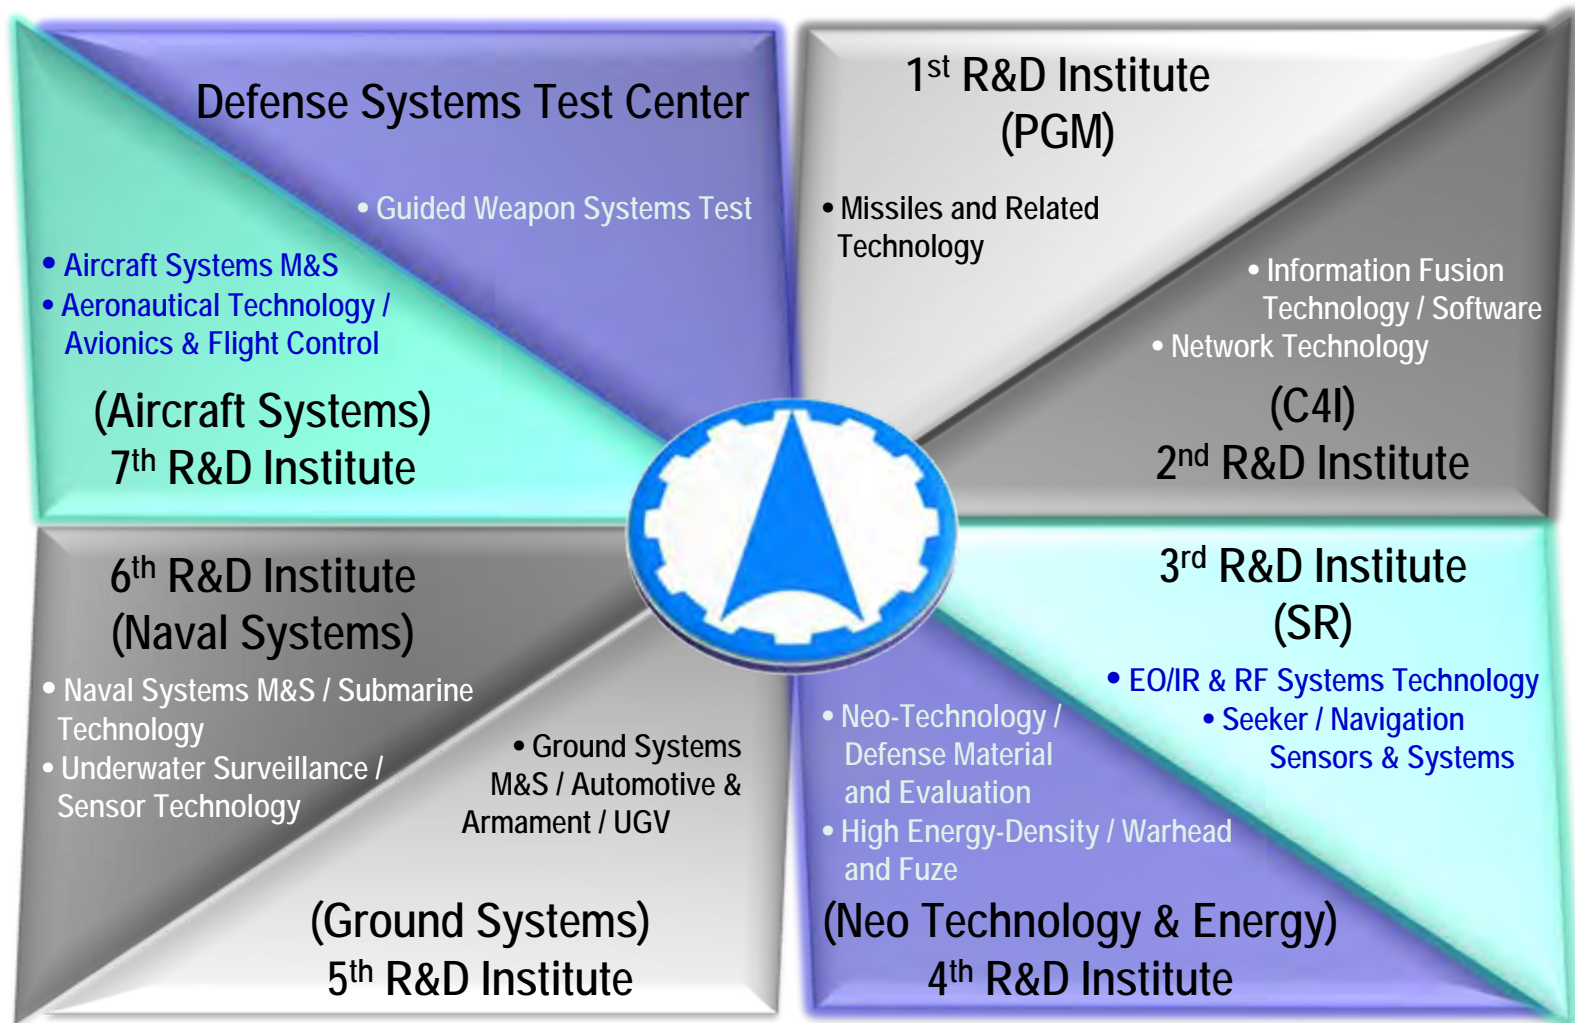 Defense Systems Test Center
• Guided Weapon Systems Test
1st R&D Institute
(PGM)
• Missiles and Related
Technology
• Information Fusion
Technology / Software
• Network Technology
(C4I)
2nd R&D Institute
3rd R&D Institute
(SR)
• EO/IR & RF Systems Technology
• Seeker / Navigation
Sensors & Systems
• Neo-Technology /
Defense Material
and Evaluation
• High Energy-Density / Warhead
and Fuze
(Neo Technology & Energy)
4th R&D Institute
• Ground Systems
M&S / Automotive &
Armament / UGV
(Ground Systems)
5th R&D Institute
6th R&D Institute
(Naval Systems)
• Naval Systems M&S / Submarine
Technology
• Underwater Surveillance /
Sensor Technology
• Aircraft Systems M&S
• Aeronautical Technology /
Avionics & Flight Control
(Aircraft Systems)
7th R&D Institute